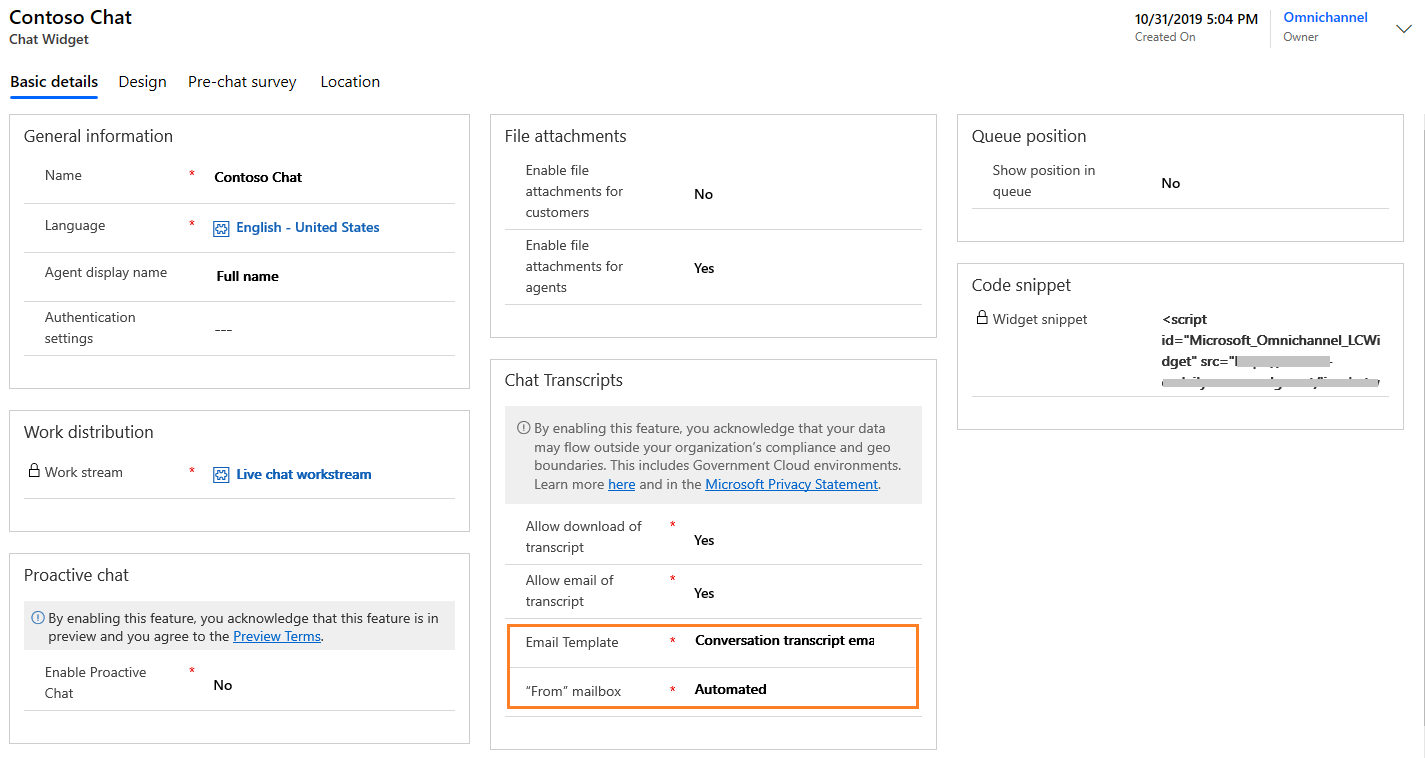 Contoso Chat
Chat Widget
10/31/2019 5:04 PM
Created On
Omnichannel
Owner
Basic details
Design
Pre-chat survey
Location
General information
Name
*
Contoso Chat
Language
*
English - United States
Agent display name
Full name
Authentication
settings
---
Work distribution
Work stream
*
Live chat workstream
Proactive chat
By enabling this feature, you acknowledge that this feature is in
preview and you agree to the Preview Terms.
Enable Proactive
Chat
*
No
File attachments
Enable file
attachments for
customers
No
Enable file
attachments for
agents
Yes
Chat Transcripts
By enabling this feature, you acknowledge that your data
may flow outside your organization's compliance and geo
boundaries. This includes Government Cloud environments.
Learn more here and in the Microsoft Privacy Statement.
Allow download of
transcript
*
Yes
Allow email of
transcript
*
Yes
Email Template
*
Conversation transcript ema
"From" mailbox
*
Automated
Queue position
Show position in
queue
No
Code snippet
Widget snippet
<script
id="Microsoft_Omnichannel_LCWi
dget" src="